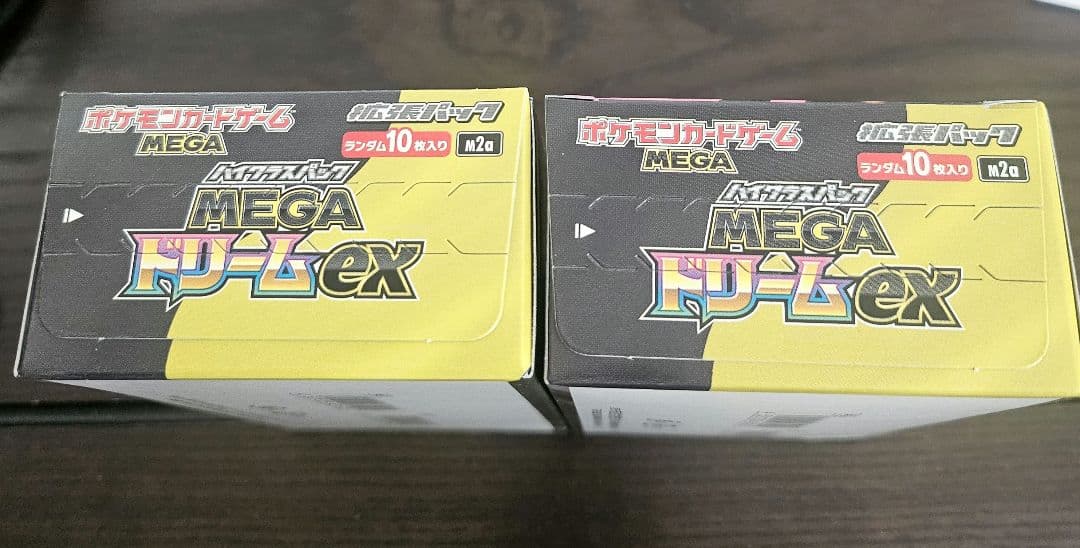 ポケモンカードゲーム
MEGA
拡張パック
ランダム10枚入り M2a
ハイクラスパック
MEGA
ドリームex
ポケモンカードゲーム
MEGA
拡張パック
ランダム10枚入り M2a
ハイクラスパック
MEGA
ドリームex